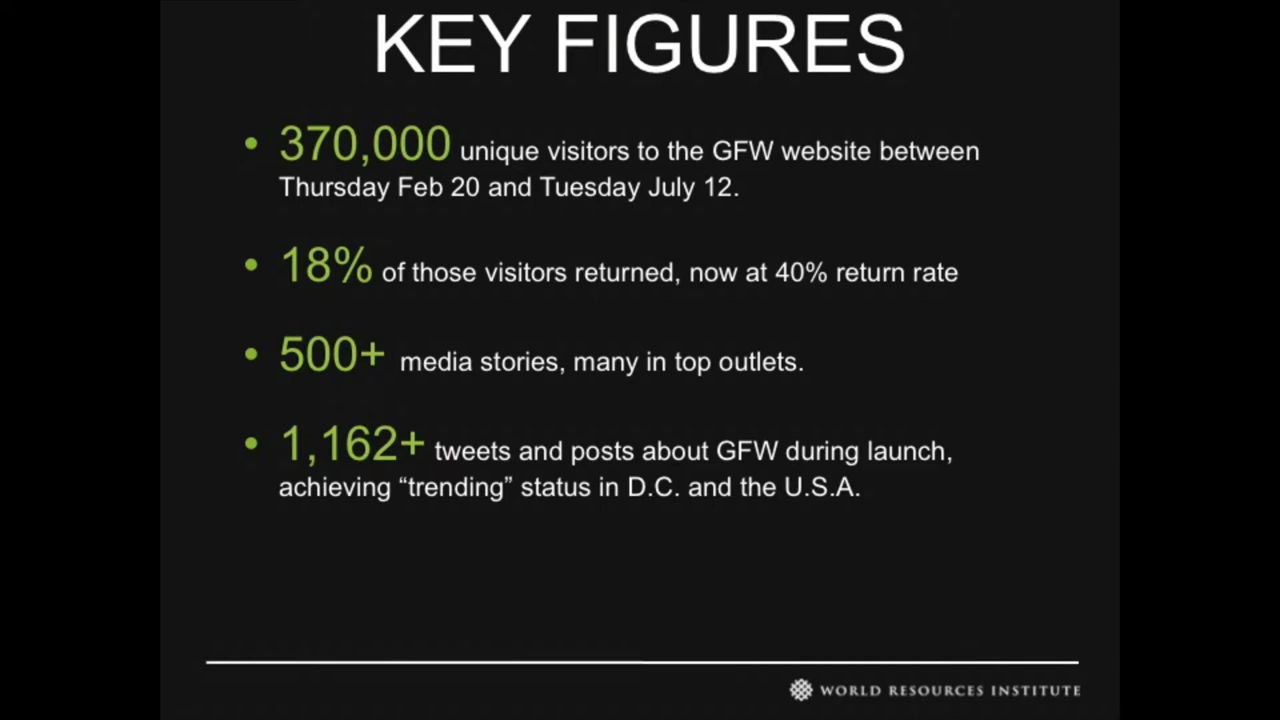 KEY FIGURES
• 370,000 unique visitors to the GFW website between
Thursday Feb 20 and Tuesday July 12.
• 18% of those visitors returned, now at 40% return rate
• 500+ media stories, many in top outlets.
• 1,162+ tweets and posts about GFW during launch,
achieving “trending” status in D.C. and the U.S.A.
WORLD RESOURCES INSTITUTE